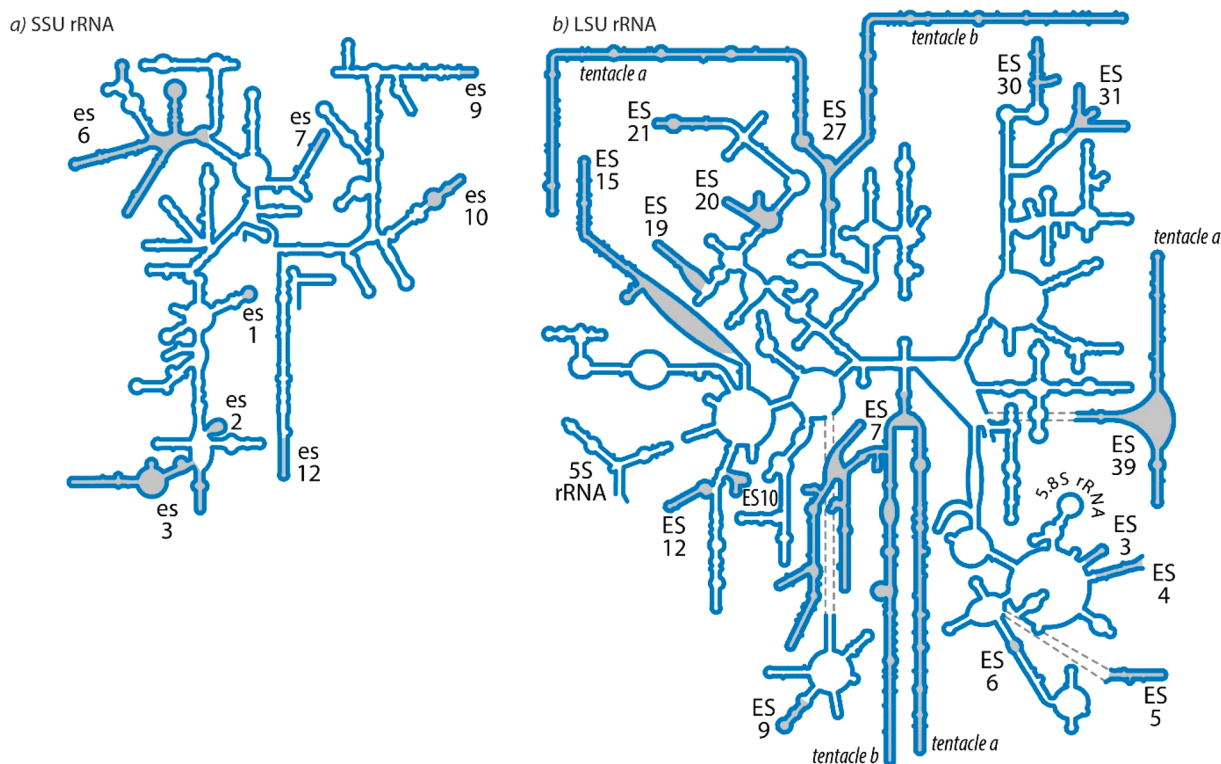 a) SSU rRNA
es
6
es
7
es
9
es
10
es
1
es
2
es
3
es
12
b) LSU rRNA
tentacle a
tentacle b
ES
21
ES
27
ES
30
ES
31
ES
15
ES
20
ES
19
tentacle a
ES
7
5S
rRNA
ES
12
ES10
ES
39
5.8S rRNA
ES
3
ES
4
ES
6
ES
5
ES
9
tentacle b
tentacle a